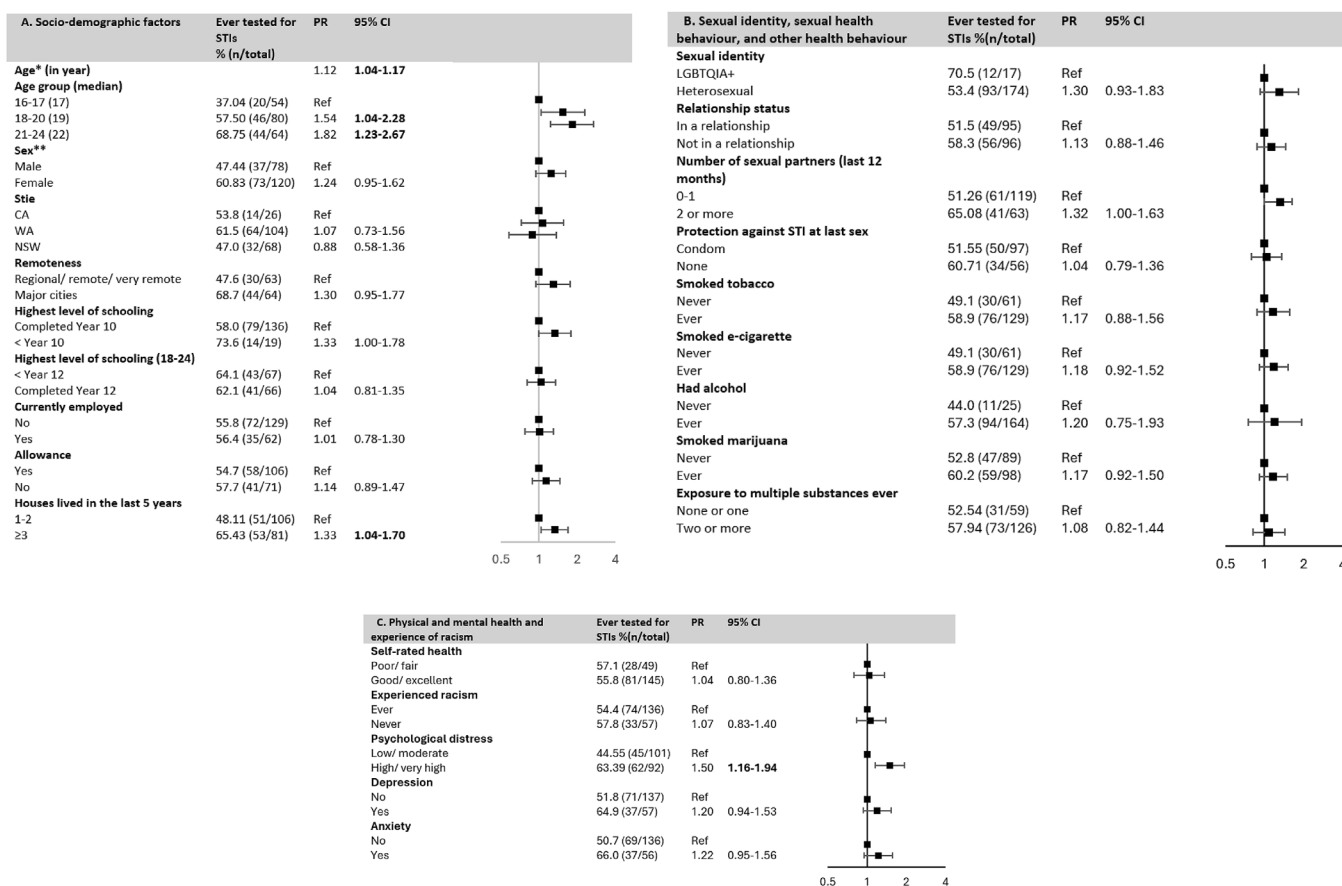 A. Socio-demographic factors Ever tested for STIs % (n/total) PR 95% CI
Age* (in year) 1.12 1.04-1.17
Age group (median)
16-17 (17) 37.04 (20/54) Ref
18-20 (19) 57.50 (46/80) 1.54 1.04-2.28
21-24 (22) 68.75 (44/64) 1.82 1.23-2.67
Sex**
Male 47.44 (37/78) Ref
Female 60.83 (73/120) 1.24 0.95-1.62
Stie
CA 53.8 (14/26) Ref
WA 61.5 (64/104) 1.07 0.73-1.56
NSW 47.0 (32/68) 0.88 0.58-1.36
Remoteness
Regional/ remote/ very remote 47.6 (30/63) Ref
Major cities 68.7 (44/64) 1.30 0.95-1.77
Highest level of schooling
Completed Year 10 58.0 (79/136) Ref
< Year 10 73.6 (14/19) 1.33 1.00-1.78
Highest level of schooling (18-24)
< Year 12 64.1 (43/67) Ref
Completed Year 12 62.1 (41/66) 1.04 0.81-1.35
Currently employed
No 55.8 (72/129) Ref
Yes 56.4 (35/62) 1.01 0.78-1.30
Allowance
Yes 54.7 (58/106) Ref
No 57.7 (41/71) 1.14 0.89-1.47
Houses lived in the last 5 years
1-2 48.11 (51/106) Ref
≥3 65.43 (53/81) 1.33 1.04-1.70
0.5 1 2 4
B. Sexual identity, sexual health behaviour, and other health behaviour Ever tested for STIs %(n/total) PR 95% CI
Sexual identity
LGBTQIA+ 70.5 (12/17) Ref
Heterosexual 53.4 (93/174) 1.30 0.93-1.83
Relationship status
In a relationship 51.5 (49/95) Ref
Not in a relationship 58.3 (56/96) 1.13 0.88-1.46
Number of sexual partners (last 12
months)
0-1 51.26 (61/119) Ref
2 or more 65.08 (41/63) 1.32 1.00-1.63
Protection against STI at last sex
Condom 51.55 (50/97) Ref
None 60.71 (34/56) 1.04 0.79-1.36
Smoked tobacco
Never 49.1 (30/61) Ref
Ever 58.9 (76/129) 1.17 0.88-1.56
Smoked e-cigarette
Never 49.1 (30/61) Ref
Ever 58.9 (76/129) 1.18 0.92-1.52
Had alcohol
Never 44.0 (11/25) Ref
Ever 57.3 (94/164) 1.20 0.75-1.93
Smoked marijuana
Never 52.8 (47/89) Ref
Ever 60.2 (59/98) 1.17 0.92-1.50
Exposure to multiple substances ever
None or one 52.54 (31/59) Ref
Two or more 57.94 (73/126) 1.08 0.82-1.44
0.5 1 2 4
C. Physical and mental health and experience of racism Ever tested for STIs %(n/total) PR 95% CI
Self-rated health
Poor/ fair 57.1 (28/49) Ref
Good/ excellent 55.8 (81/145) 1.04 0.80-1.36
Experienced racism
Ever 54.4 (74/136) Ref
Never 57.8 (33/57) 1.07 0.83-1.40
Psychological distress
Low/ moderate 44.55 (45/101) Ref
High/ very high 63.39 (62/92) 1.50 1.16-1.94
Depression
No 51.8 (71/137) Ref
Yes 64.9 (37/57) 1.20 0.94-1.53
Anxiety
No 50.7 (69/136) Ref
Yes 66.0 (37/56) 1.22 0.95-1.56
0.5 1 2 4